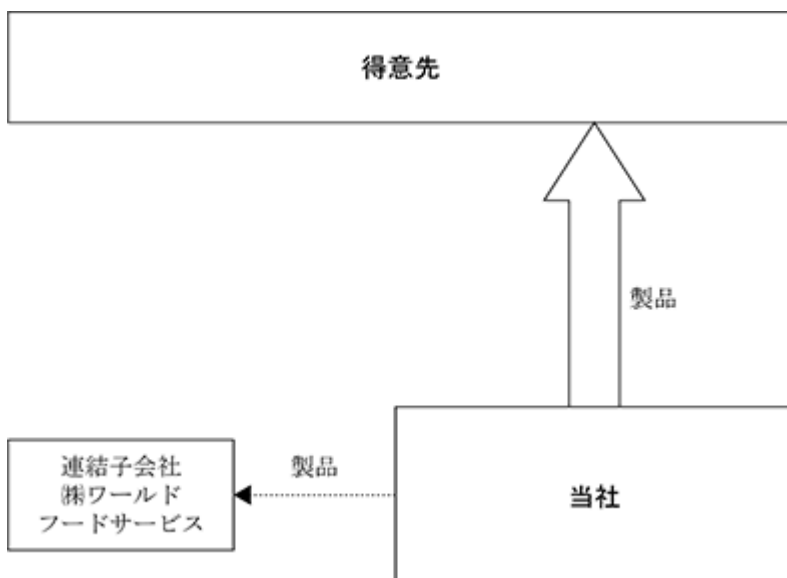 得意先
製品
連結子会社
㈱ワールド
フードサービス
製品
当社